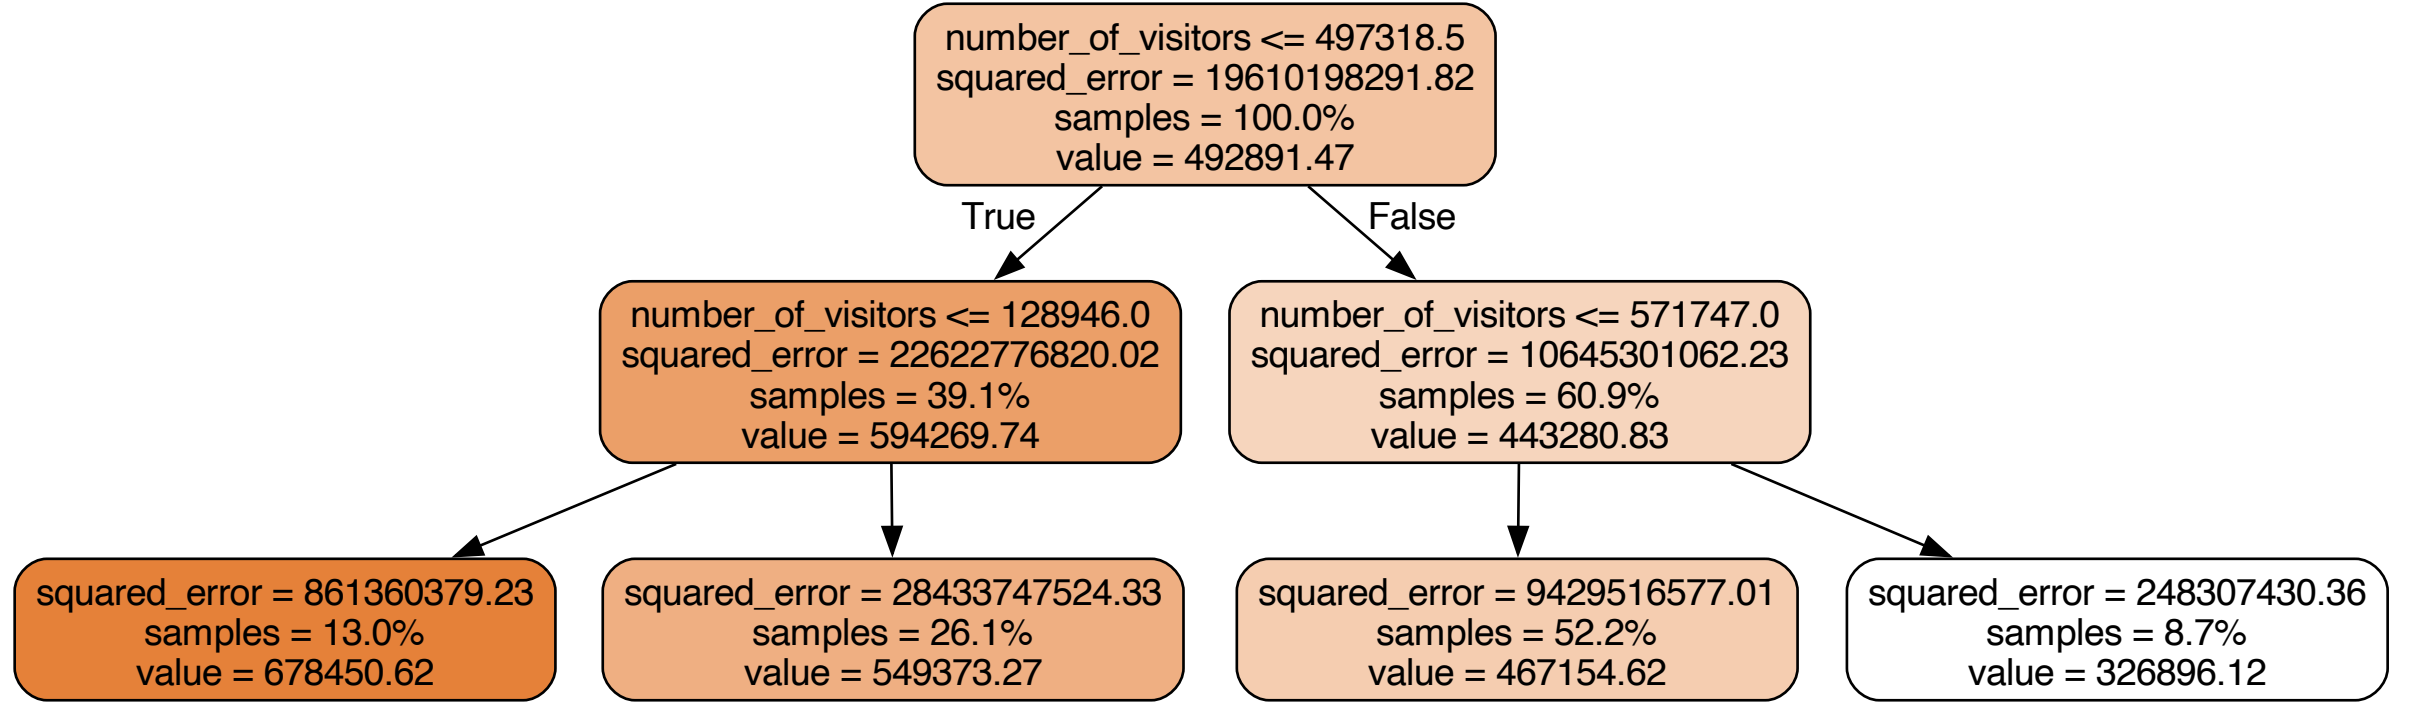 number_of_visitors <= 497318.5
squared_error = 19610198291.82
samples = 100.0%
value = 492891.47
True
False
number_of_visitors <= 128946.0
squared_error = 22622776820.02
samples = 39.1%
value = 594269.74
number_of_visitors <= 571747.0
squared_error = 10645301062.23
samples = 60.9%
value = 443280.83
squared_error = 861360379.23
samples = 13.0%
value = 678450.62
squared_error = 28433747524.33
samples = 26.1%
value = 549373.27
squared_error = 9429516577.01
samples = 52.2%
value = 467154.62
squared_error = 248307430.36
samples = 8.7%
value = 326896.12